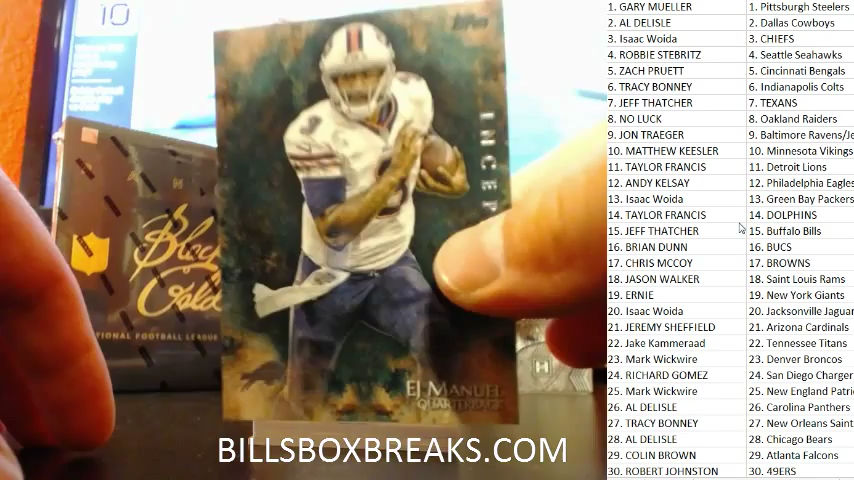 10
Topps
INCEP
Black
Gold
NATIONAL FOOTBALL LEAGUE
EJ MANUEL
QUARTERBACK
BILLSBOXBREAKS.COM
1. GARY MUELLER
2. AL DELISLE
3. Isaac Woida
4. ROBBIE STEBRITZ
5. ZACH PRUETT
6. TRACY BONNEY
7. JEFF THATCHER
8. NO LUCK
9. JON TRAEGER
10. MATTHEW KEESLER
11. TAYLOR FRANCIS
12. ANDY KELSAY
13. Isaac Woida
14. TAYLOR FRANCIS
15. JEFF THATCHER
16. BRIAN DUNN
17. CHRIS MCCOY
18. JASON WALKER
19. ERNIE
20. Isaac Woida
21. JEREMY SHEFFIELD
22. Jake Kammeraad
23. Mark Wickwire
24. RICHARD GOMEZ
25. Mark Wickwire
26. AL DELISLE
27. TRACY BONNEY
28. AL DELISLE
29. COLIN BROWN
30. ROBERT JOHNSTON
1. Pittsburgh Steelers
2. Dallas Cowboys
3. CHIEFS
4. Seattle Seahawks
5. Cincinnati Bengals
6. Indianapolis Colts
7. TEXANS
8. Oakland Raiders
9. Baltimore Ravens/Je
10. Minnesota Vikings
11. Detroit Lions
12. Philadelphia Eagles
13. Green Bay Packers
14. DOLPHINS
15. Buffalo Bills
16. BUCS
17. BROWNS
18. Saint Louis Rams
19. New York Giants
20. Jacksonville Jaguar
21. Arizona Cardinals
22. Tennessee Titans
23. Denver Broncos
24. San Diego Charger
25. New England Patri
26. Carolina Panthers
27. New Orleans Saint
28. Chicago Bears
29. Atlanta Falcons
30. 49ERS